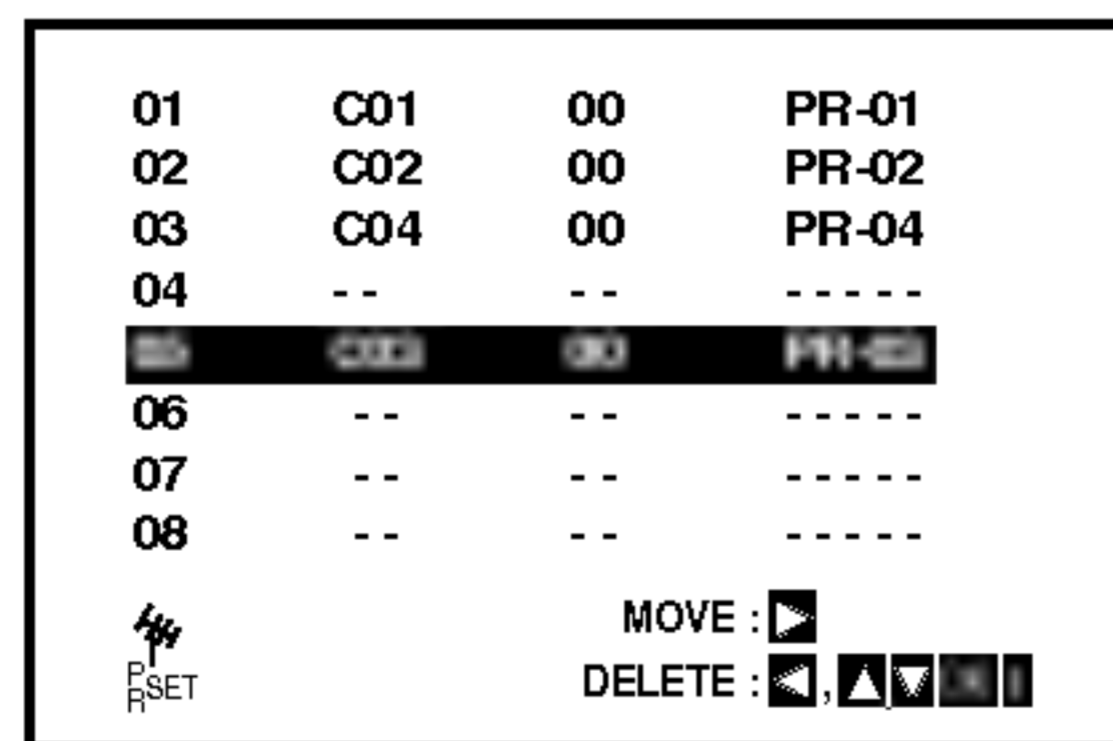 01 C01 00 PR-01
02 C02 00 PR-02
03 C04 00 PR-04
04 -- -- -----
06 -- -- -----
07 -- -- -----
08 -- -- -----
MOVE : ▶
PR SET
DELETE : ◀, ▲ ▼